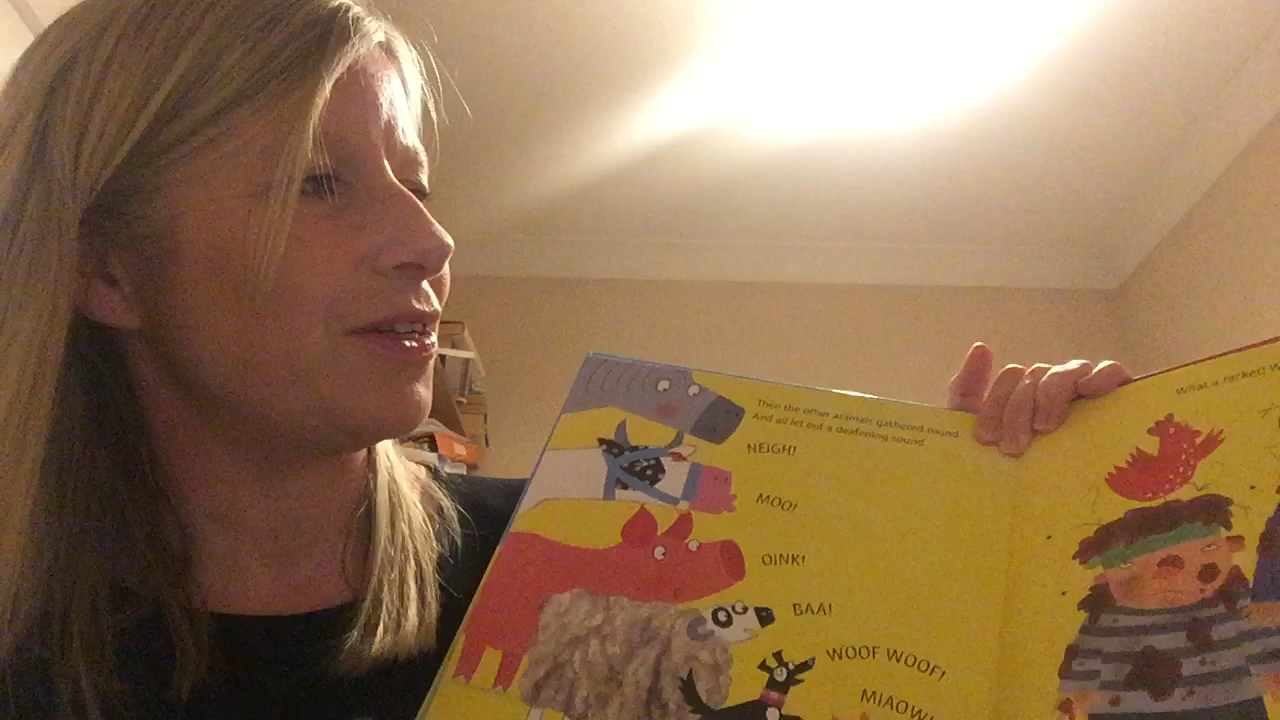 Then the other animals gathered round
And all let out a deafening sound
NEIGH!
MOO!
OINK!
BAA!
WOOF WOOF!
MIAOW!
What a racket! W